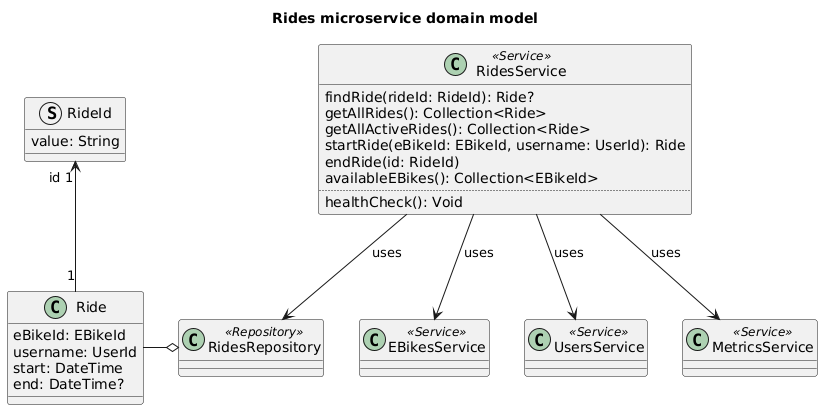 Rides microservice domain model
«Service»
C RidesService
findRide(rideId: RideId): Ride?
getAllRides(): Collection<Ride>
getAllActiveRides(): Collection<Ride>
startRide(eBikeId: EBikeId, username: UserId): Ride
endRide(id: RideId)
availableEBikes(): Collection<EBikeId>
healthCheck(): Void
S RideId
value: String
id 1
1
uses
uses
uses
uses
C Ride
eBikeId: EBikeId
username: UserId
start: DateTime
end: DateTime?
«Repository»
C RidesRepository
«Service»
C EBikesService
«Service»
C UsersService
«Service»
C MetricsService